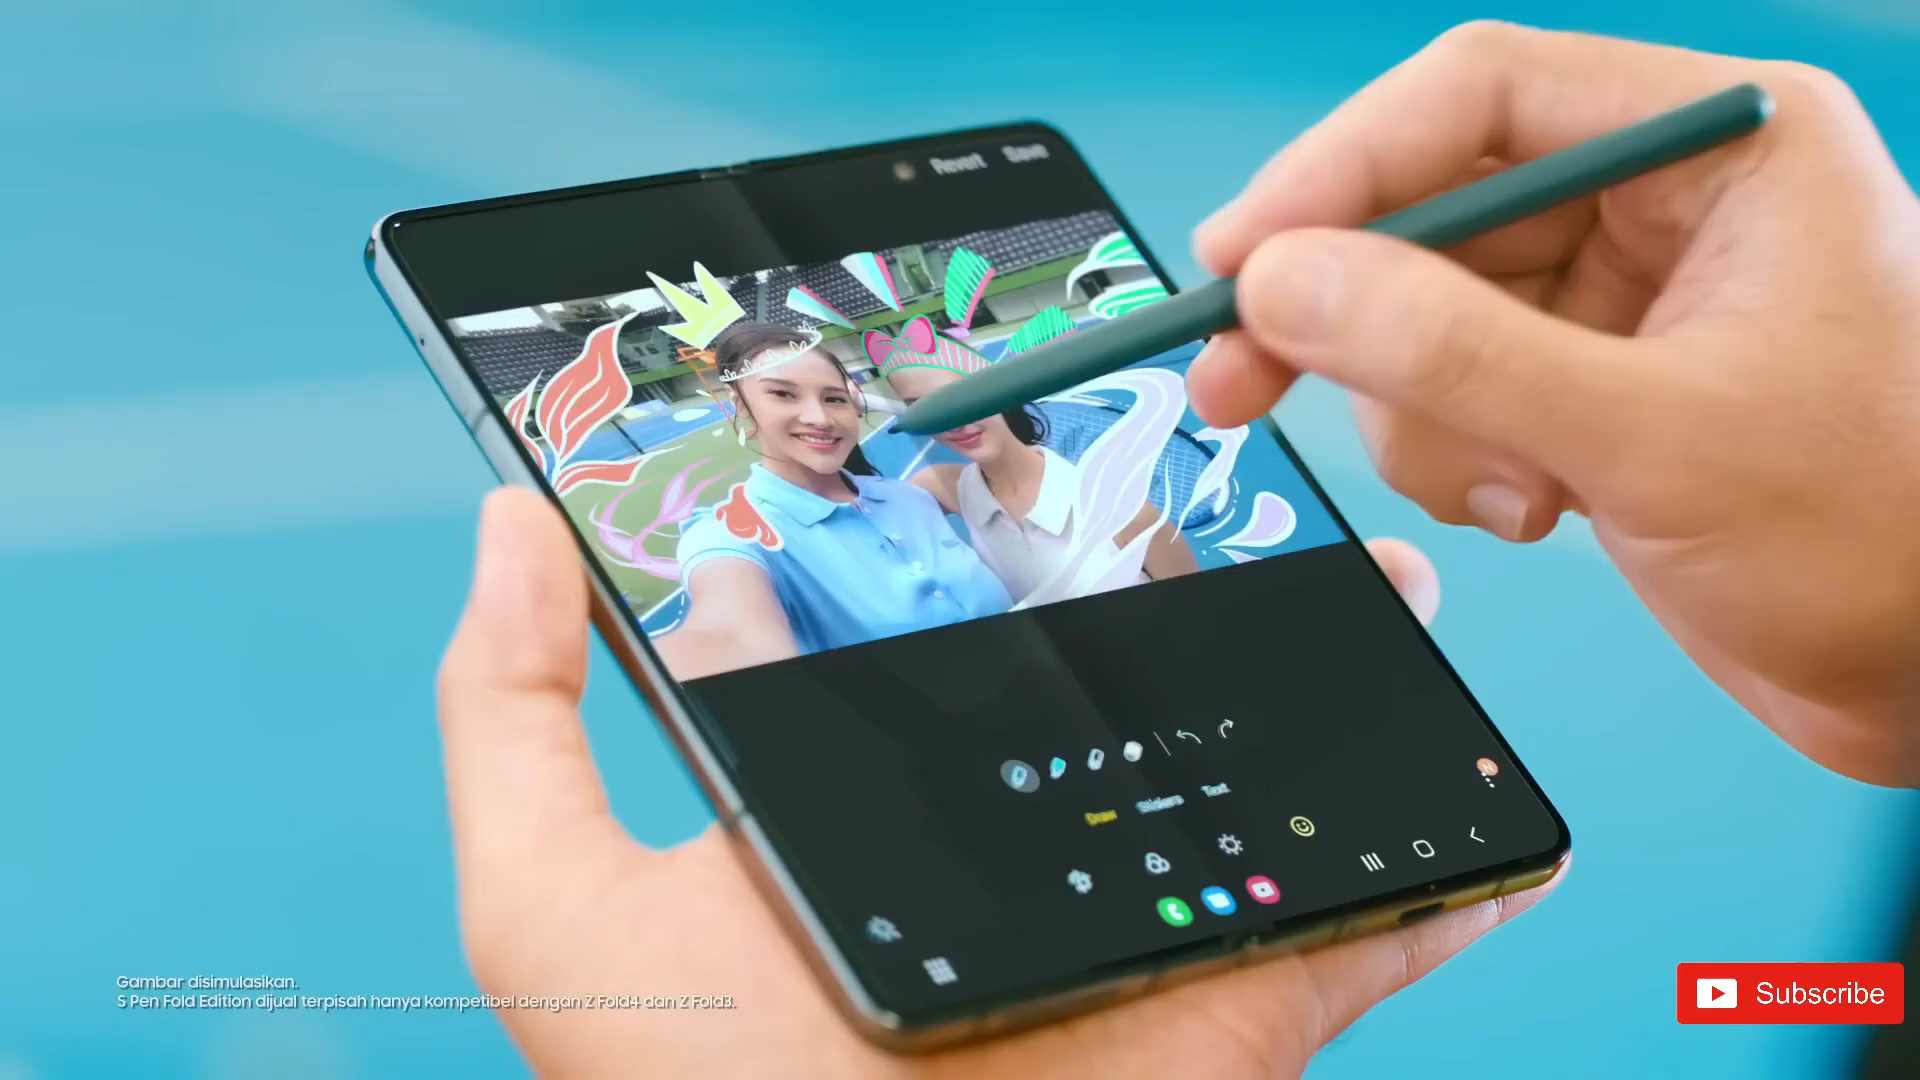 Revert Save
Draw Stickers Text
N
Gambar disimulasikan.
S Pen Fold Edition dijual terpisah hanya kompetibel dengan Z Fold4 dan Z Fold3.
Subscribe